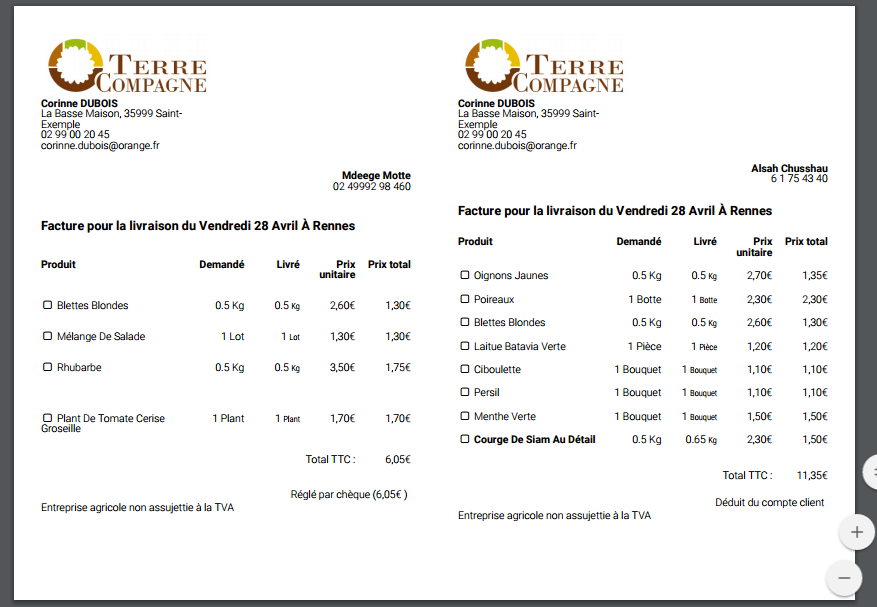 TERRE
COMPAGNE
Corinne DUBOIS
La Basse Maison, 35999 Saint-
Exemple
02 99 00 20 45
corinne.dubois@orange.fr
Mdeege Motte
02 49992 98 460
Facture pour la livraison du Vendredi 28 Avril À Rennes
Produit Demandé Livré Prix unitaire Prix total
Blettes Blondes 0.5 Kg 0.5 Kg 2,60€ 1,30€
Mélange De Salade 1 Lot 1 Lot 1,30€ 1,30€
Rhubarbe 0.5 Kg 0.5 Kg 3,50€ 1,75€
Plant De Tomate Cerise 1 Plant 1 Plant 1,70€ 1,70€
Groseille
Total TTC : 6,05€
Réglé par chèque (6,05€ )
Entreprise agricole non assujettie à la TVA
TERRE
COMPAGNE
Corinne DUBOIS
La Basse Maison, 35999 Saint-
Exemple
02 99 00 20 45
corinne.dubois@orange.fr
Alsah Chusshau
6 1 75 43 40
Facture pour la livraison du Vendredi 28 Avril À Rennes
Produit Demandé Livré Prix unitaire Prix total
Oignons Jaunes 0.5 Kg 0.5 Kg 2,70€ 1,35€
Poireaux 1 Botte 1 Botte 2,30€ 2,30€
Blettes Blondes 0.5 Kg 0.5 Kg 2,60€ 1,30€
Laitue Batavia Verte 1 Pièce 1 Pièce 1,20€ 1,20€
Ciboulette 1 Bouquet 1 Bouquet 1,10€ 1,10€
Persil 1 Bouquet 1 Bouquet 1,10€ 1,10€
Menthe Verte 1 Bouquet 1 Bouquet 1,50€ 1,50€
Courge De Siam Au Détail 0.5 Kg 0.65 Kg 2,30€ 1,50€
Total TTC : 11,35€
Déduit du compte client
Entreprise agricole non assujettie à la TVA